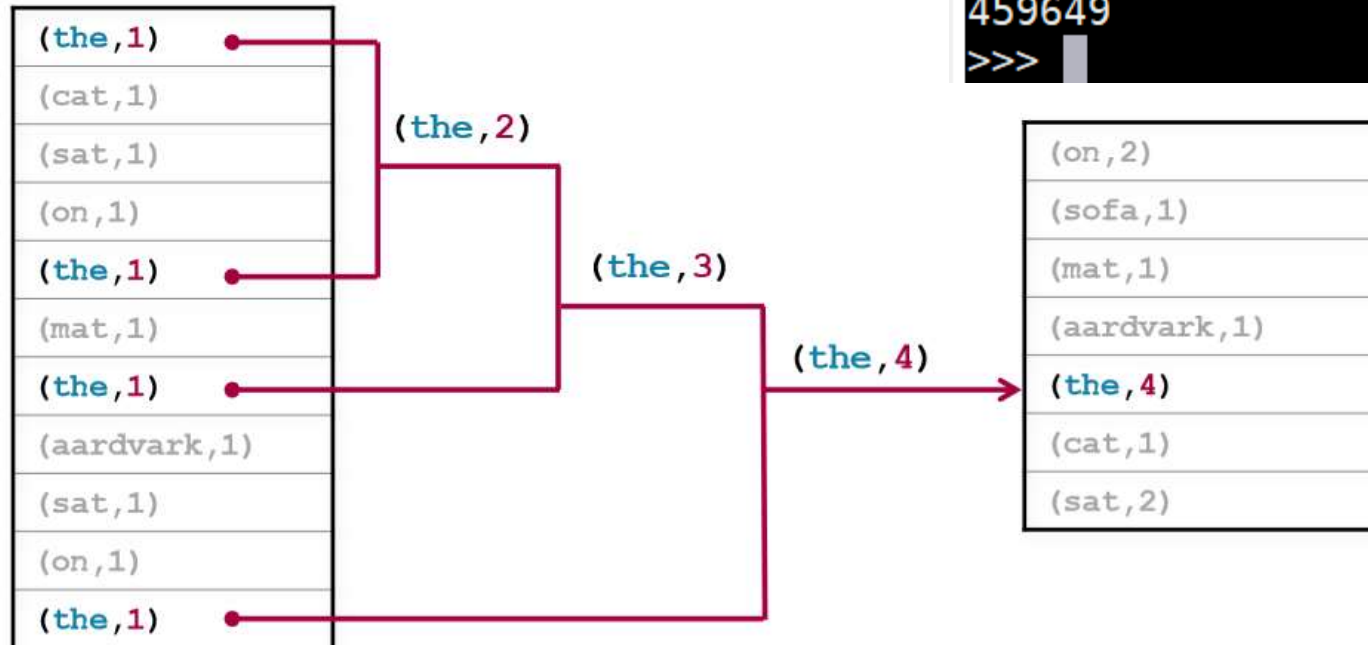 (the,1)
(cat,1)
(sat,1)
(on,1)
(the,1)
(mat,1)
(the,1)
(aardvark,1)
(sat,1)
(on,1)
(the,1)
(the,2)
(the,3)
(the,4)
459649
>>>
(on,2)
(sofa,1)
(mat,1)
(aardvark,1)
(the,4)
(cat,1)
(sat,2)